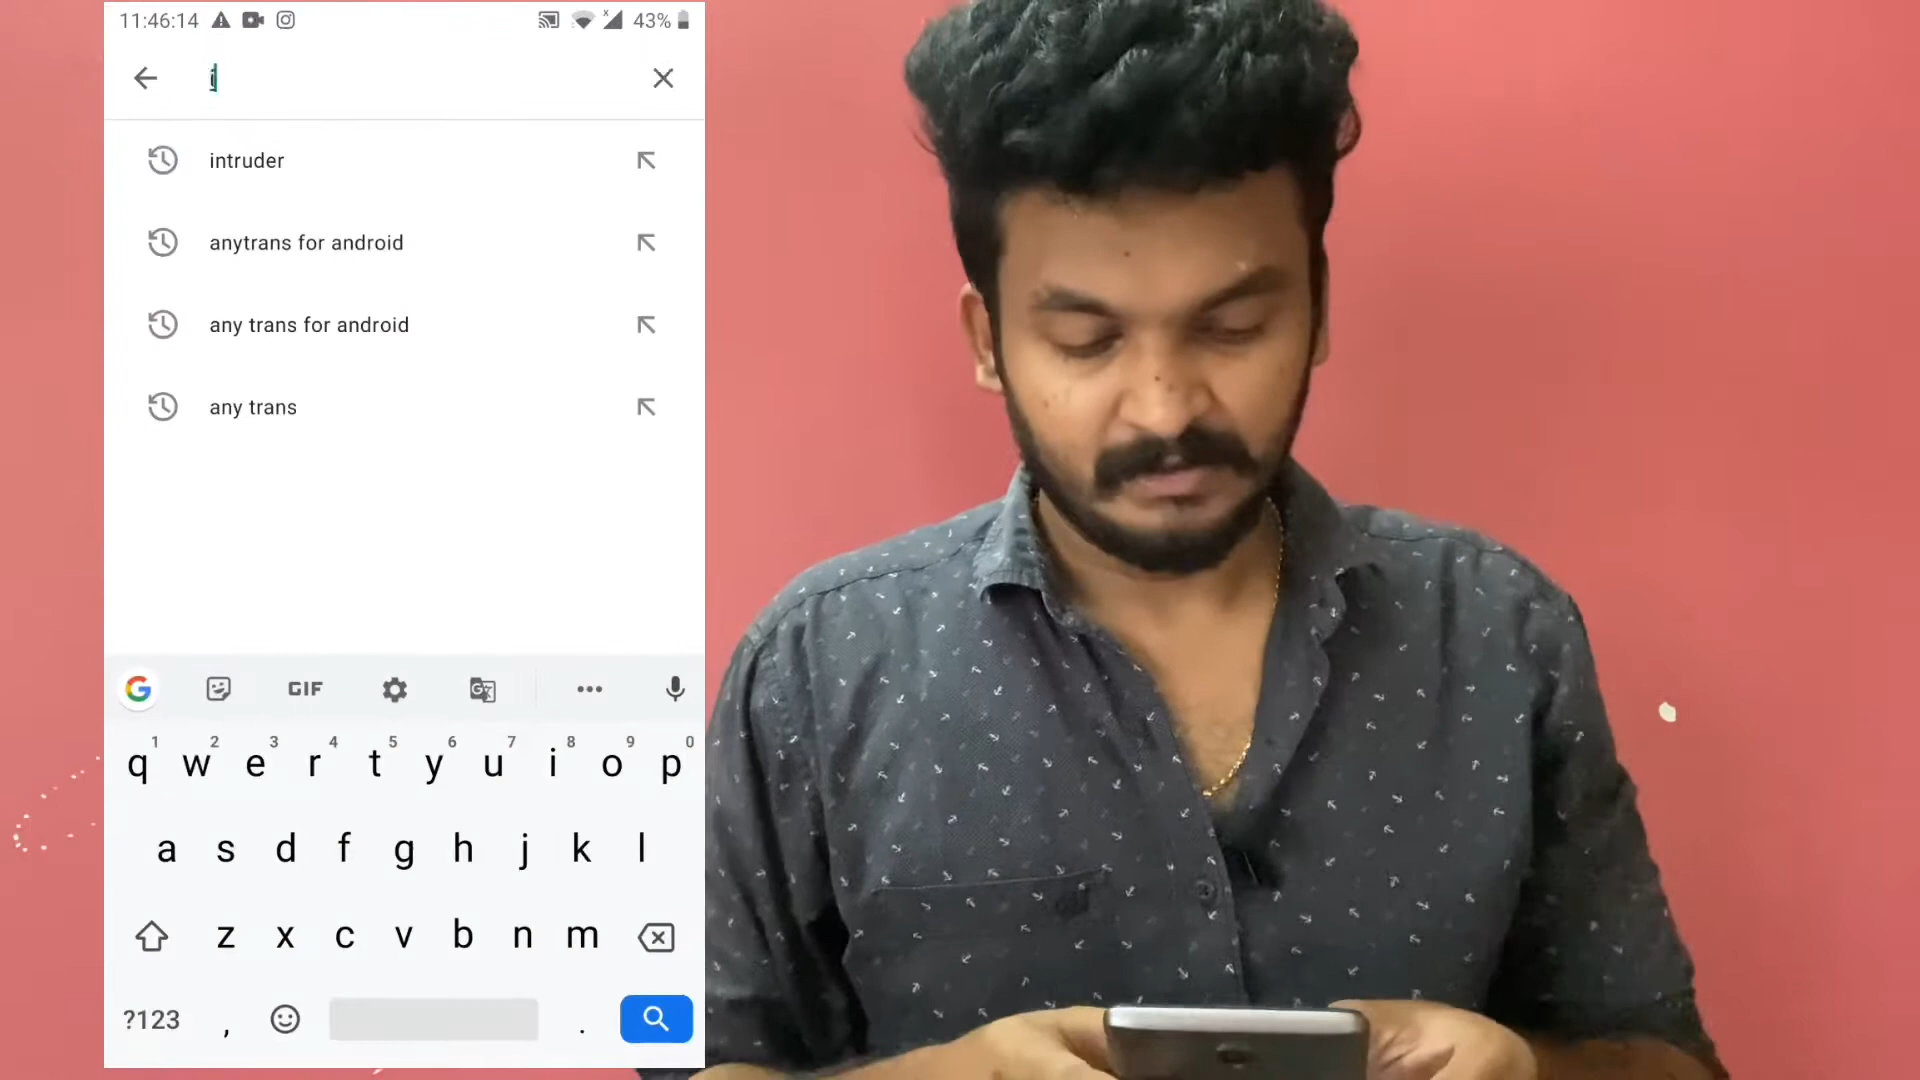 11:46:14 43%
i
intruder
anytrans for android
any trans for android
any trans
GIF
1 2 3 4 5 6 7 8 9 0
q w e r t y u i o p
a s d f g h j k l
z x c v b n m
?123 , .